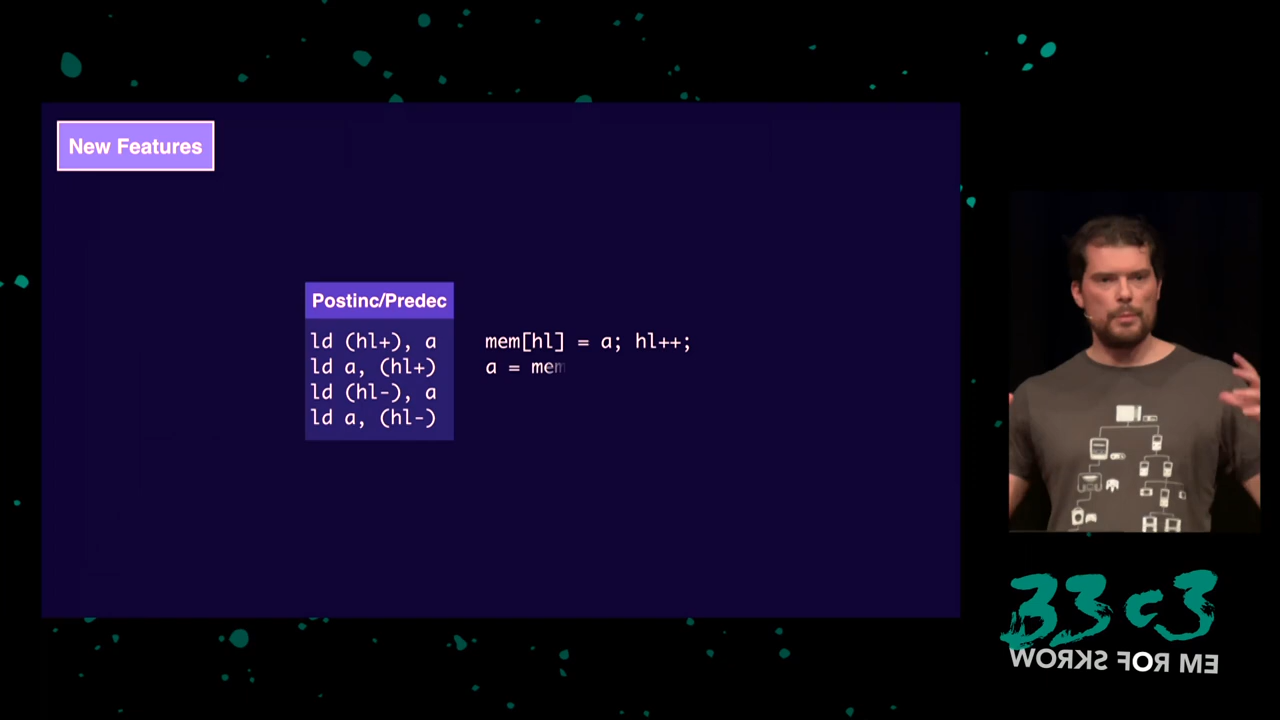 New Features
Postinc/Predec
ld (hl+), a mem[hl] = a; hl++;
ld a, (hl+) a = mem
ld (hl-), a
ld a, (hl-)
33c3
WORKS FOR ME